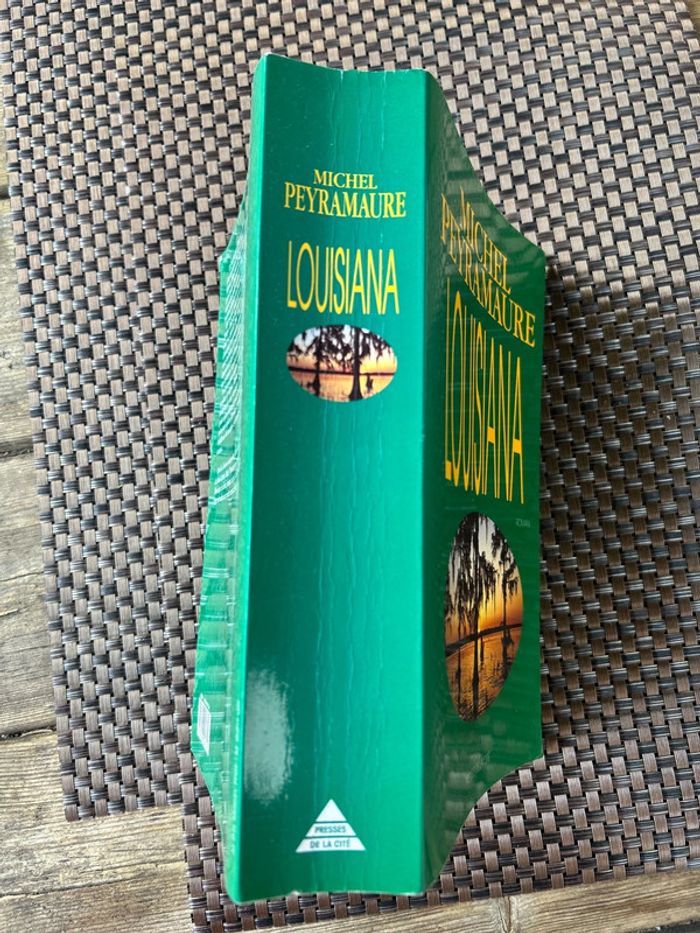 MICHEL
PEYRAMAURE
LOUISIANA
PRESSES
DE LA CITÉ
MICHEL
PEYRAMAURE
LOUISIANA
ROMAN